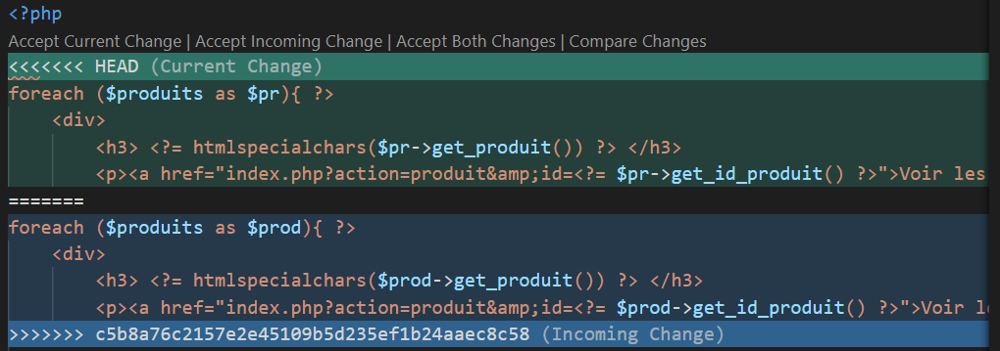 <?php
Accept Current Change | Accept Incoming Change | Accept Both Changes | Compare Changes
<<<<<<< HEAD (Current Change)
foreach ($produits as $pr){ ?>
    <div>
        <h3> <?= htmlspecialchars($pr->get_produit()) ?> </h3>
        <p><a href="index.php?action=produit&amp;id=<?= $pr->get_id_produit() ?>">Voir les
=======
foreach ($produits as $prod){ ?>
    <div>
        <h3> <?= htmlspecialchars($prod->get_produit()) ?> </h3>
        <p><a href="index.php?action=produit&amp;id=<?= $prod->get_id_produit() ?>">Voir l
>>>>>>> c5b8a76c2157e2e45109b5d235ef1b24aaec8c58 (Incoming Change)